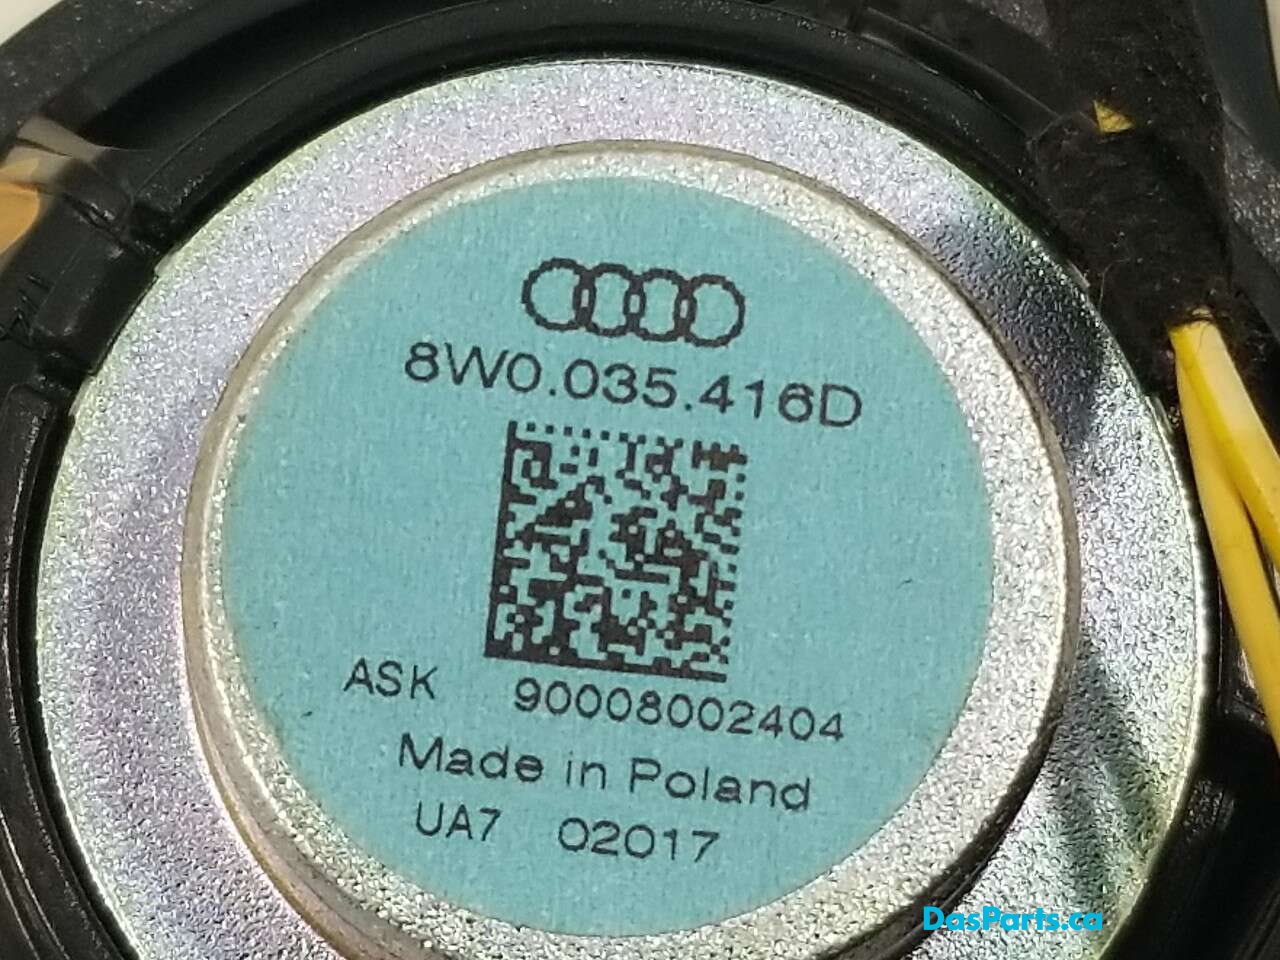 8W0.035.416D
ASK 90008002404
Made in Poland
UA7 02017
DasParts.ca